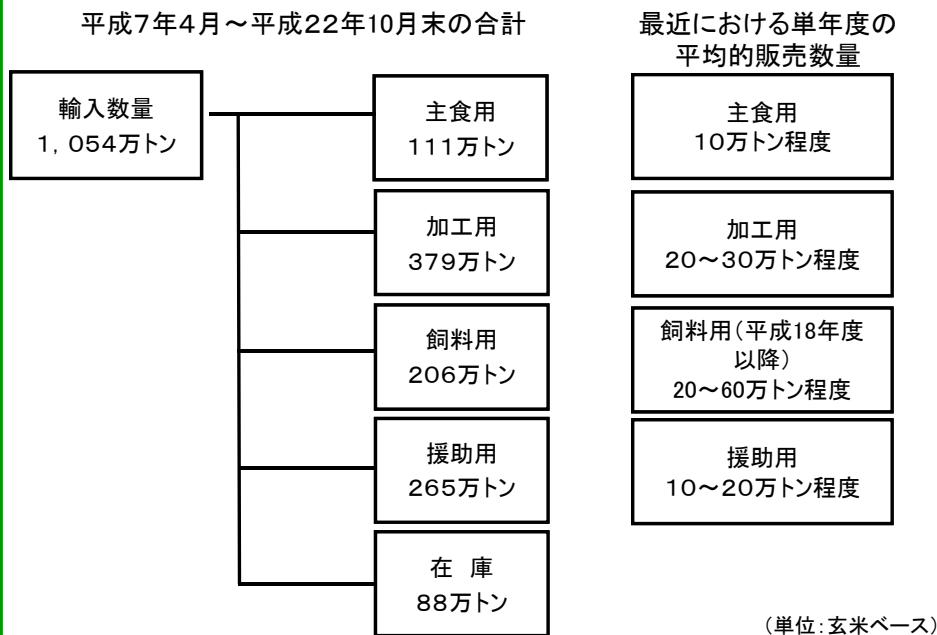 平成7年4月～平成22年10月末の合計
最近における単年度の
平均的販売数量
輸入数量
１，０５４万トン
主食用
１１１万トン
加工用
３７９万トン
飼料用
２０６万トン
援助用
２６５万トン
在　庫
８８万トン
主食用
１０万トン程度
加工用
２０～３０万トン程度
飼料用（平成18年度
以降）
20～60万トン程度
援助用
１０～２０万トン程度
（単位：玄米ベース）